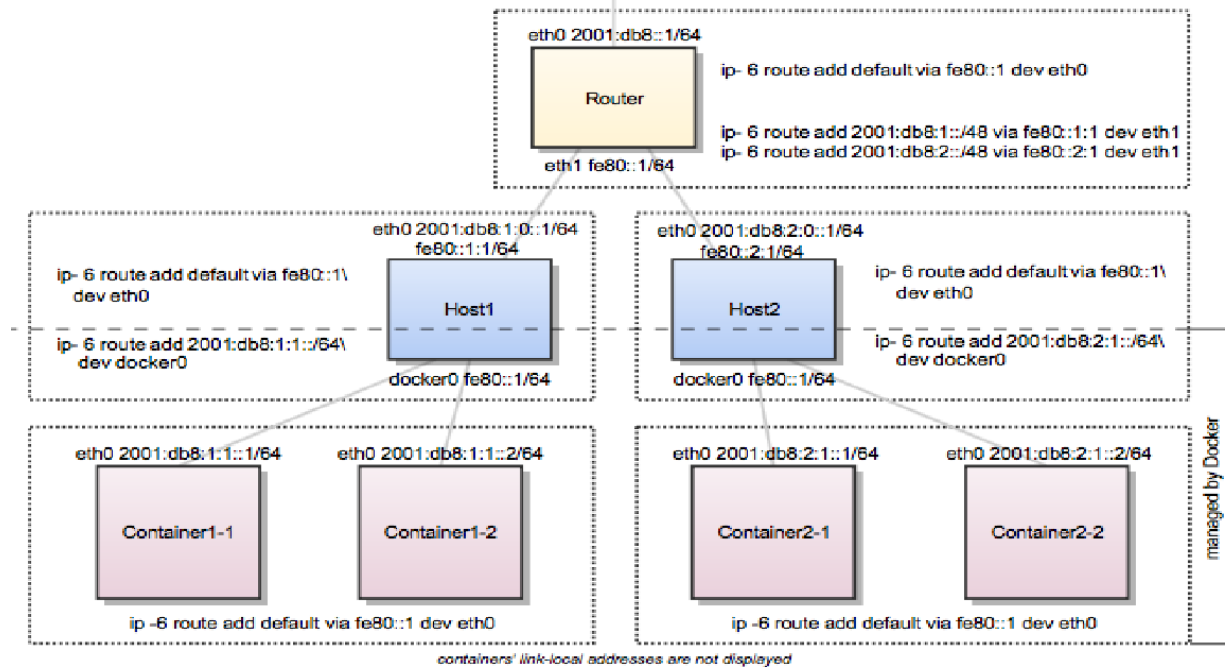 eth0 2001:db8::1/64
Router
ip- 6 route add default via fe80::1 dev eth0
ip- 6 route add 2001:db8:1::/48 via fe80::1:1 dev eth1
ip- 6 route add 2001:db8:2::/48 via fe80::2:1 dev eth1
eth1 fe80::1/64
eth0 2001:db8:1:0::1/64
fe80::1:1/64
ip- 6 route add default via fe80::1\
dev eth0
Host1
ip- 6 route add 2001:db8:1:1::/64\
dev docker0
docker0 fe80::1/64
eth0 2001:db8:2:0::1/64
fe80::2:1/64
ip- 6 route add default via fe80::1\
dev eth0
Host2
ip- 6 route add 2001:db8:2:1::/64\
dev docker0
docker0 fe80::1/64
eth0 2001:db8:1:1::1/64
eth0 2001:db8:1:1::2/64
Container1-1
Container1-2
ip -6 route add default via fe80::1 dev eth0
eth0 2001:db8:2:1::1/64
eth0 2001:db8:2:1::2/64
Container2-1
Container2-2
ip -6 route add default via fe80::1 dev eth0
managed by Docker
containers' link-local addresses are not displayed